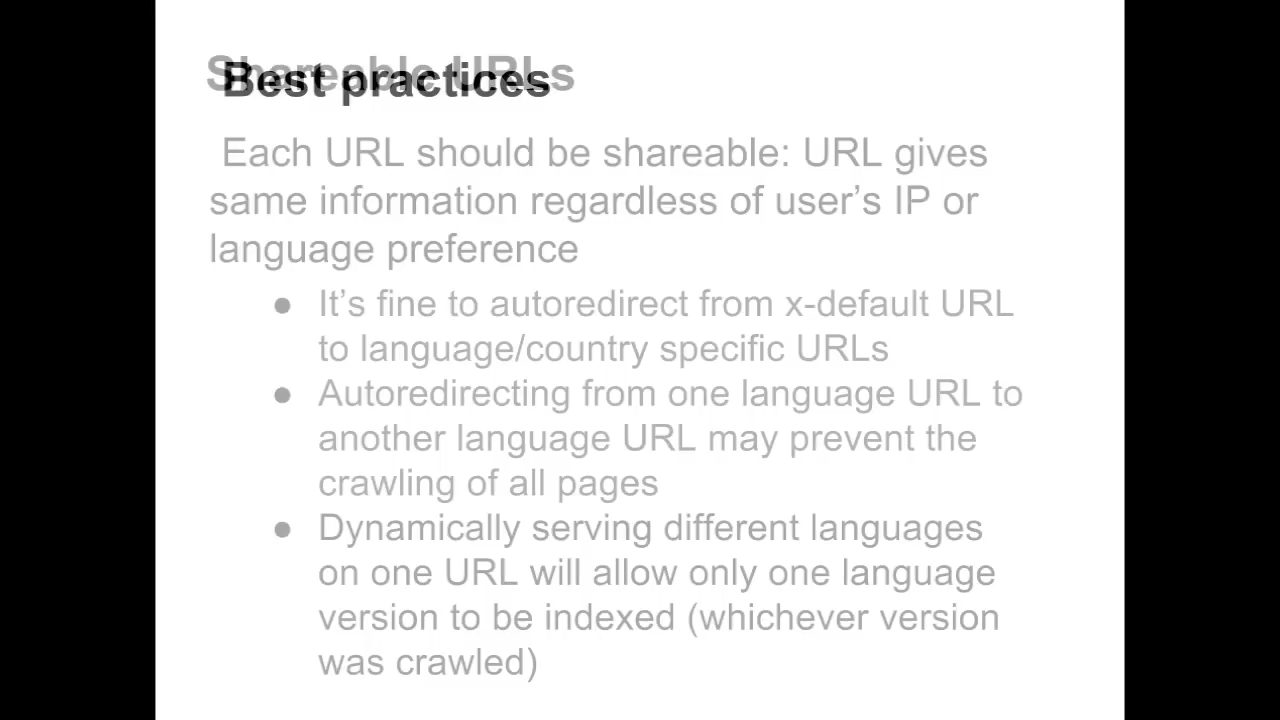 Shareable URLs
Best practices
Each URL should be shareable: URL gives
same information regardless of user’s IP or
language preference
● It’s fine to autoredirect from x-default URL
to language/country specific URLs
● Autoredirecting from one language URL to
another language URL may prevent the
crawling of all pages
● Dynamically serving different languages
on one URL will allow only one language
version to be indexed (whichever version
was crawled)